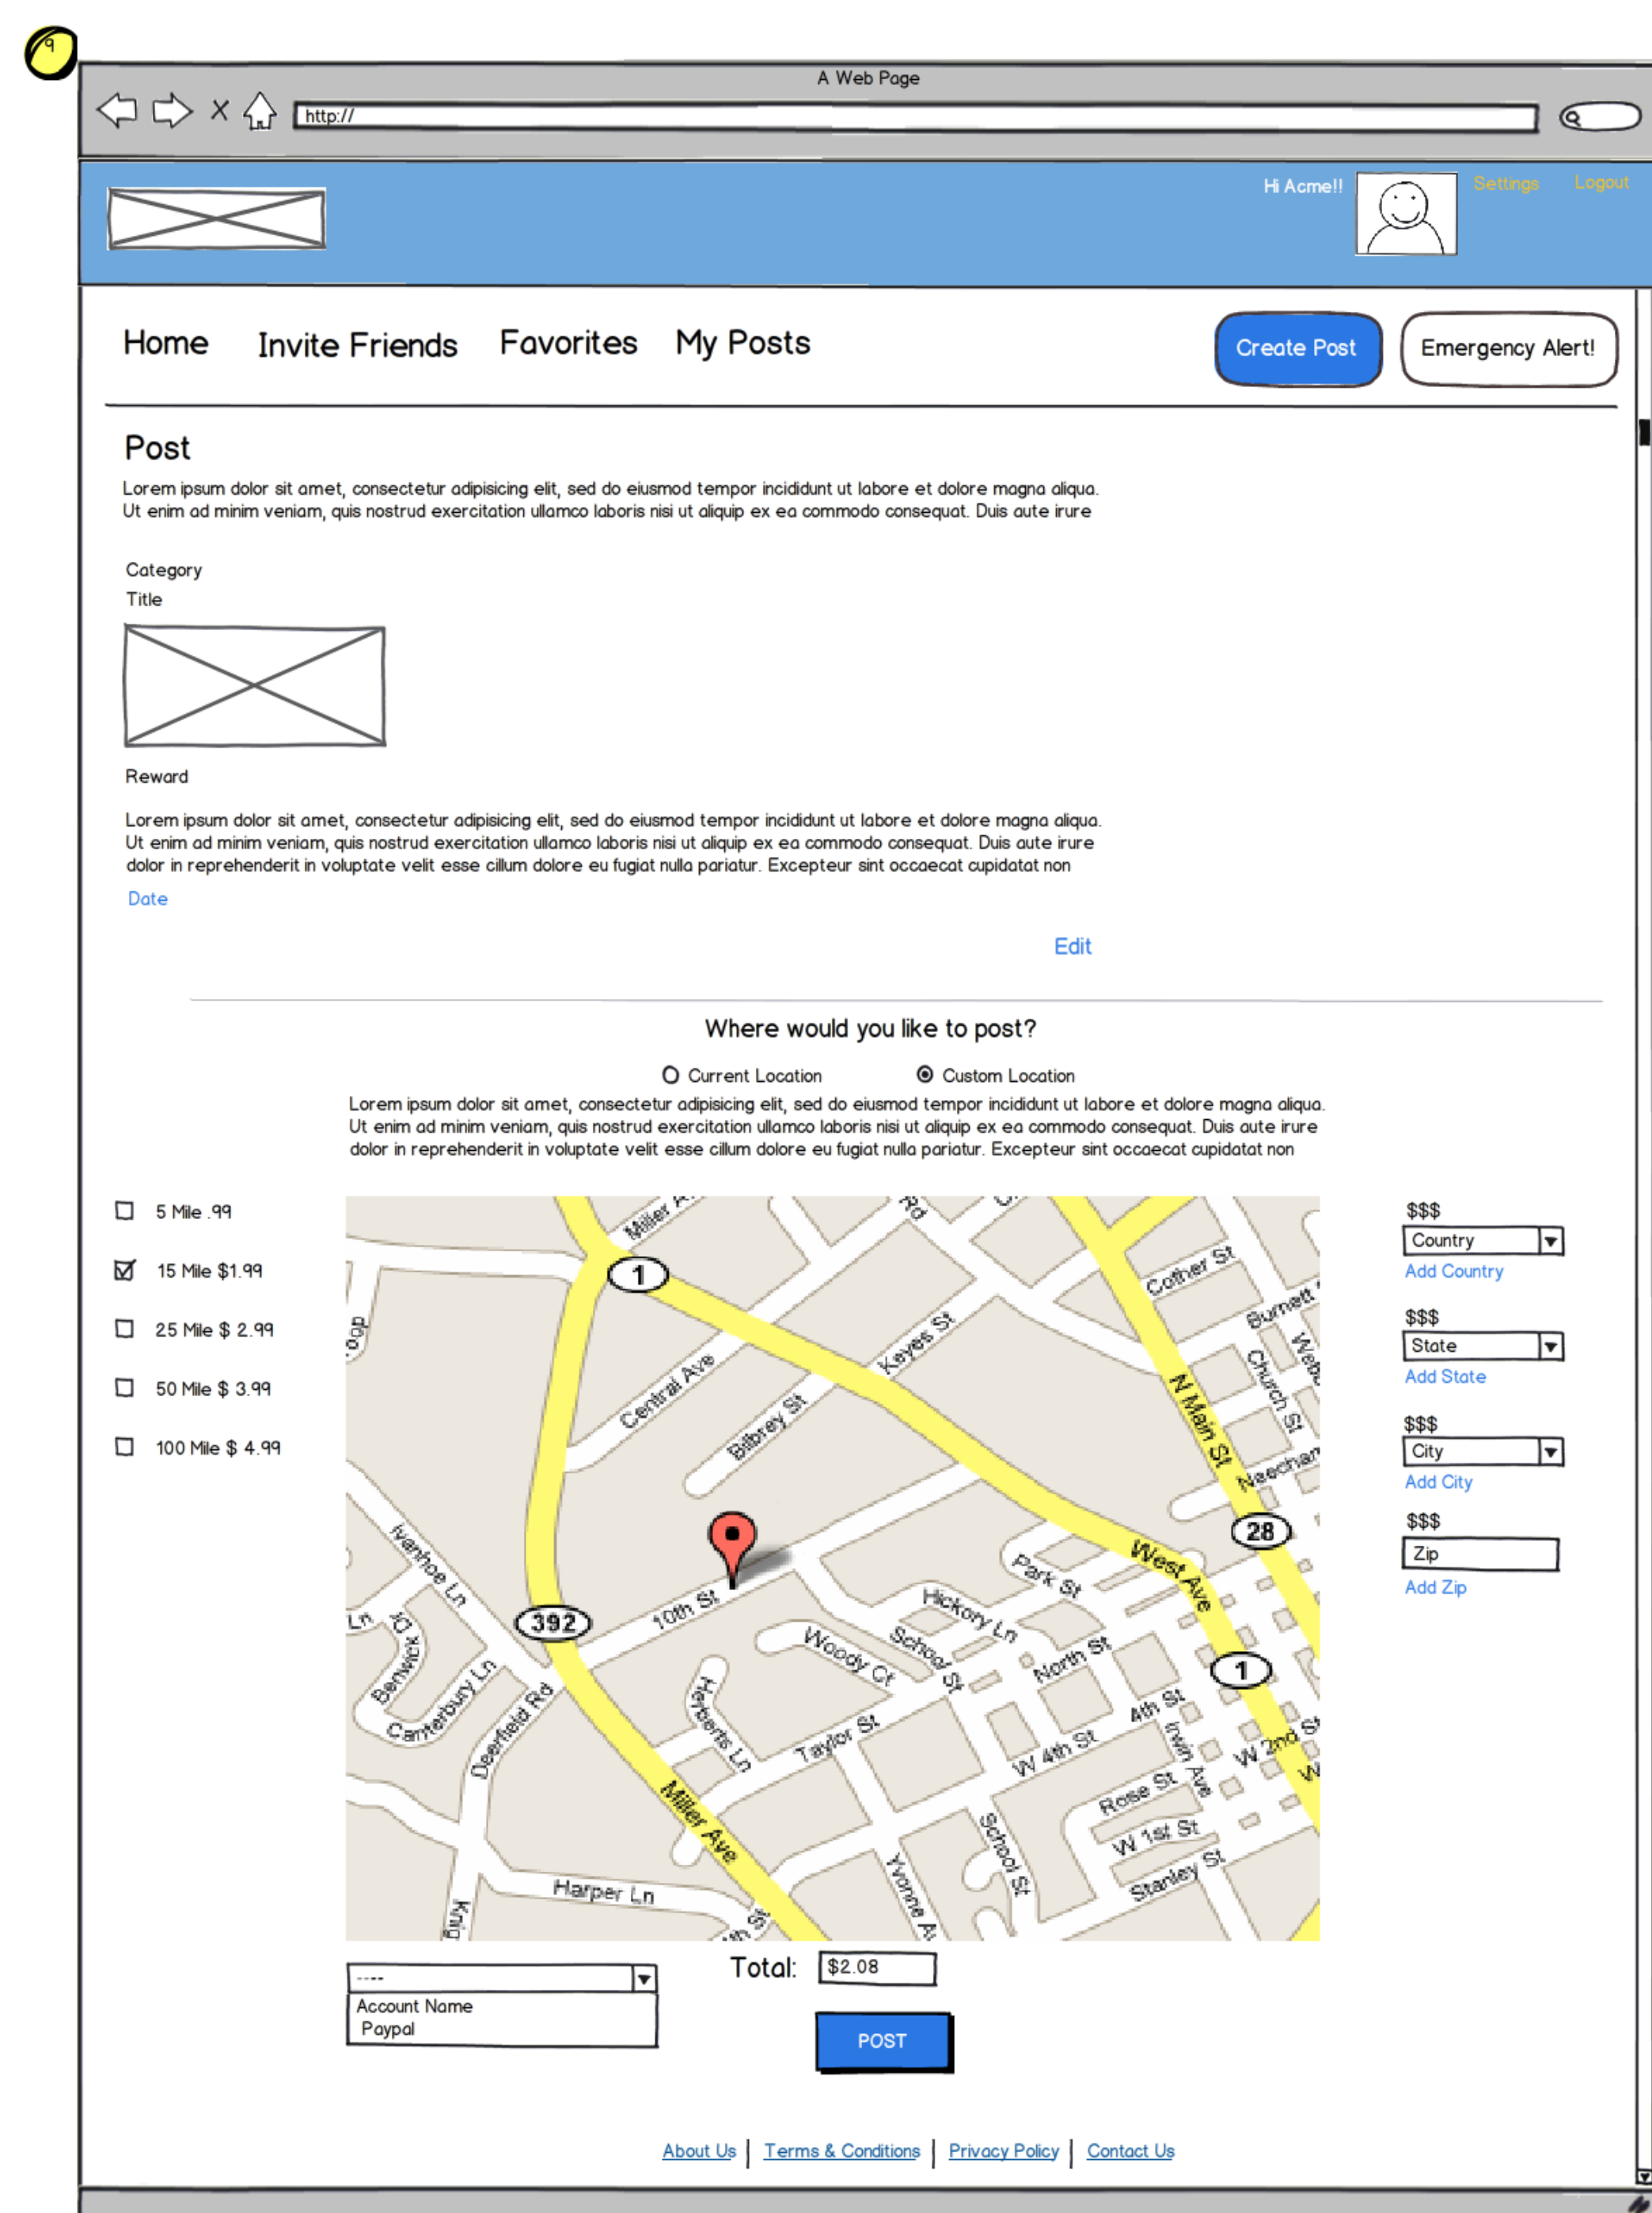 9
A Web Page
http://
Hi Acme!!
Settings
Logout
Home
Invite Friends
Favorites
My Posts
Create Post
Emergency Alert!
Post
Lorem ipsum dolor sit amet, consectetur adipisicing elit, sed do eiusmod tempor incididunt ut labore et dolore magna aliqua.
Ut enim ad minim veniam, quis nostrud exercitation ullamco laboris nisi ut aliquip ex ea commodo consequat. Duis aute irure
Category
Title
Reward
Lorem ipsum dolor sit amet, consectetur adipisicing elit, sed do eiusmod tempor incididunt ut labore et dolore magna aliqua.
Ut enim ad minim veniam, quis nostrud exercitation ullamco laboris nisi ut aliquip ex ea commodo consequat. Duis aute irure
dolor in reprehenderit in voluptate velit esse cillum dolore eu fugiat nulla pariatur. Excepteur sint occaecat cupidatat non
Date
Edit
Where would you like to post?
Current Location
Custom Location
Lorem ipsum dolor sit amet, consectetur adipisicing elit, sed do eiusmod tempor incididunt ut labore et dolore magna aliqua.
Ut enim ad minim veniam, quis nostrud exercitation ullamco laboris nisi ut aliquip ex ea commodo consequat. Duis aute irure
dolor in reprehenderit in voluptate velit esse cillum dolore eu fugiat nulla pariatur. Excepteur sint occaecat cupidatat non
5 Mile .99
15 Mile $1.99
25 Mile $ 2.99
50 Mile $ 3.99
100 Mile $ 4.99
Miller
Rd
1
Cother St
Burnett
Keyes St
Central Ave
Church St
Bilbrey St
N Main St
28
Ivanhoe Ln
West Ave
Park St
10th St
392
Hickory Ln
Ln
Berwick Dr
Woody Ct
School St
North St
1
Canterbury Ln
Deerfield Rd
Heyberts Ln
4th St
Taylor St
Irwin Ave
W 4th St
W 2nd St
Rose St
Miller Ave
W 1st St
School St
Stanley St
Harper Ln
Yvonne
$$$
Country
Add Country
$$$
State
Add State
$$$
City
Add City
$$$
Zip
Add Zip
----
Account Name
Paypal
Total:
$2.08
POST
About Us
Terms & Conditions
Privacy Policy
Contact Us